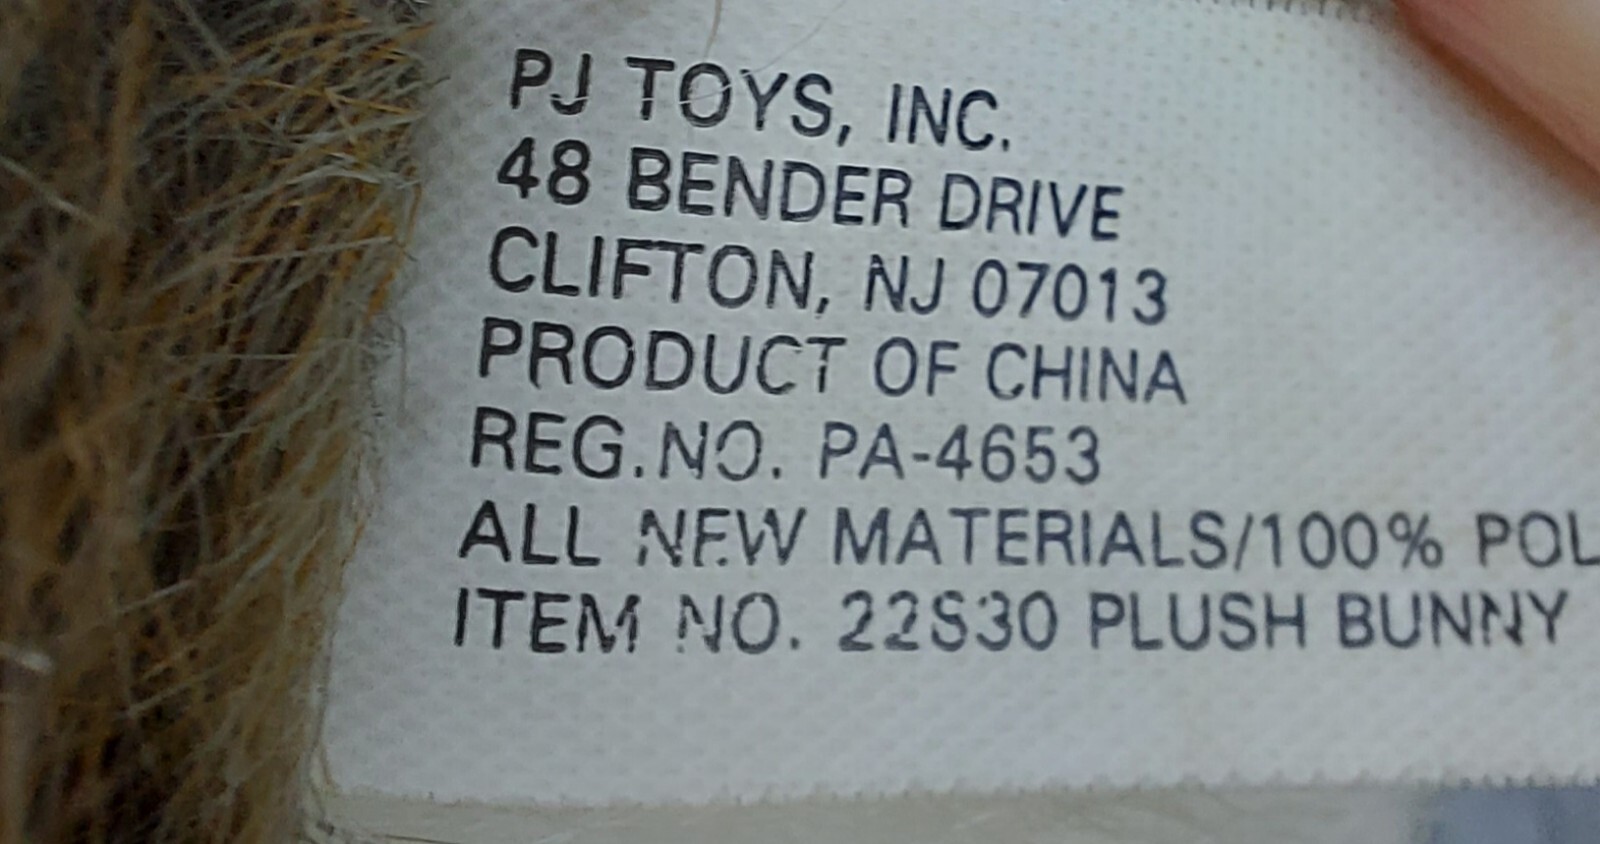 PJ TOYS, INC.
48 BENDER DRIVE
CLIFTON, NJ 07013
PRODUCT OF CHINA
REG.NO. PA-4653
ALL NEW MATERIALS/100% POL
ITEM NO. 22S30 PLUSH BUNNY